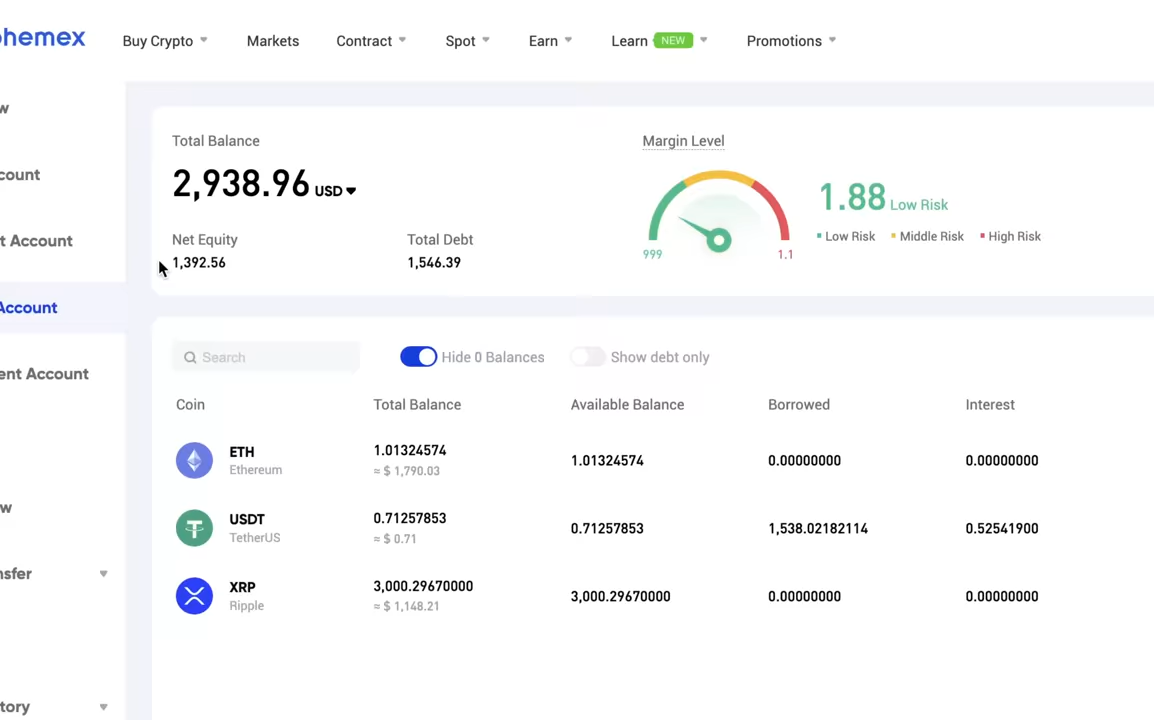 hemex
Buy Crypto Markets Contract Spot Earn Learn NEW Promotions
w
count
t Account
Account
ent Account
w
nsfer
tory
Total Balance
2,938.96 USD
Net Equity Total Debt
1,392.56 1,546.39
Margin Level
999 1.1
1.88 Low Risk
Low Risk Middle Risk High Risk
Search Hide 0 Balances Show debt only
Coin Total Balance Available Balance Borrowed Interest
ETH 1.01324574 1.01324574 0.00000000 0.00000000
Ethereum ≈ $ 1,790.03
USDT 0.71257853 0.71257853 1,538.02182114 0.52541900
TetherUS ≈ $ 0.71
XRP 3,000.29670000 3,000.29670000 0.00000000 0.00000000
Ripple ≈ $ 1,148.21